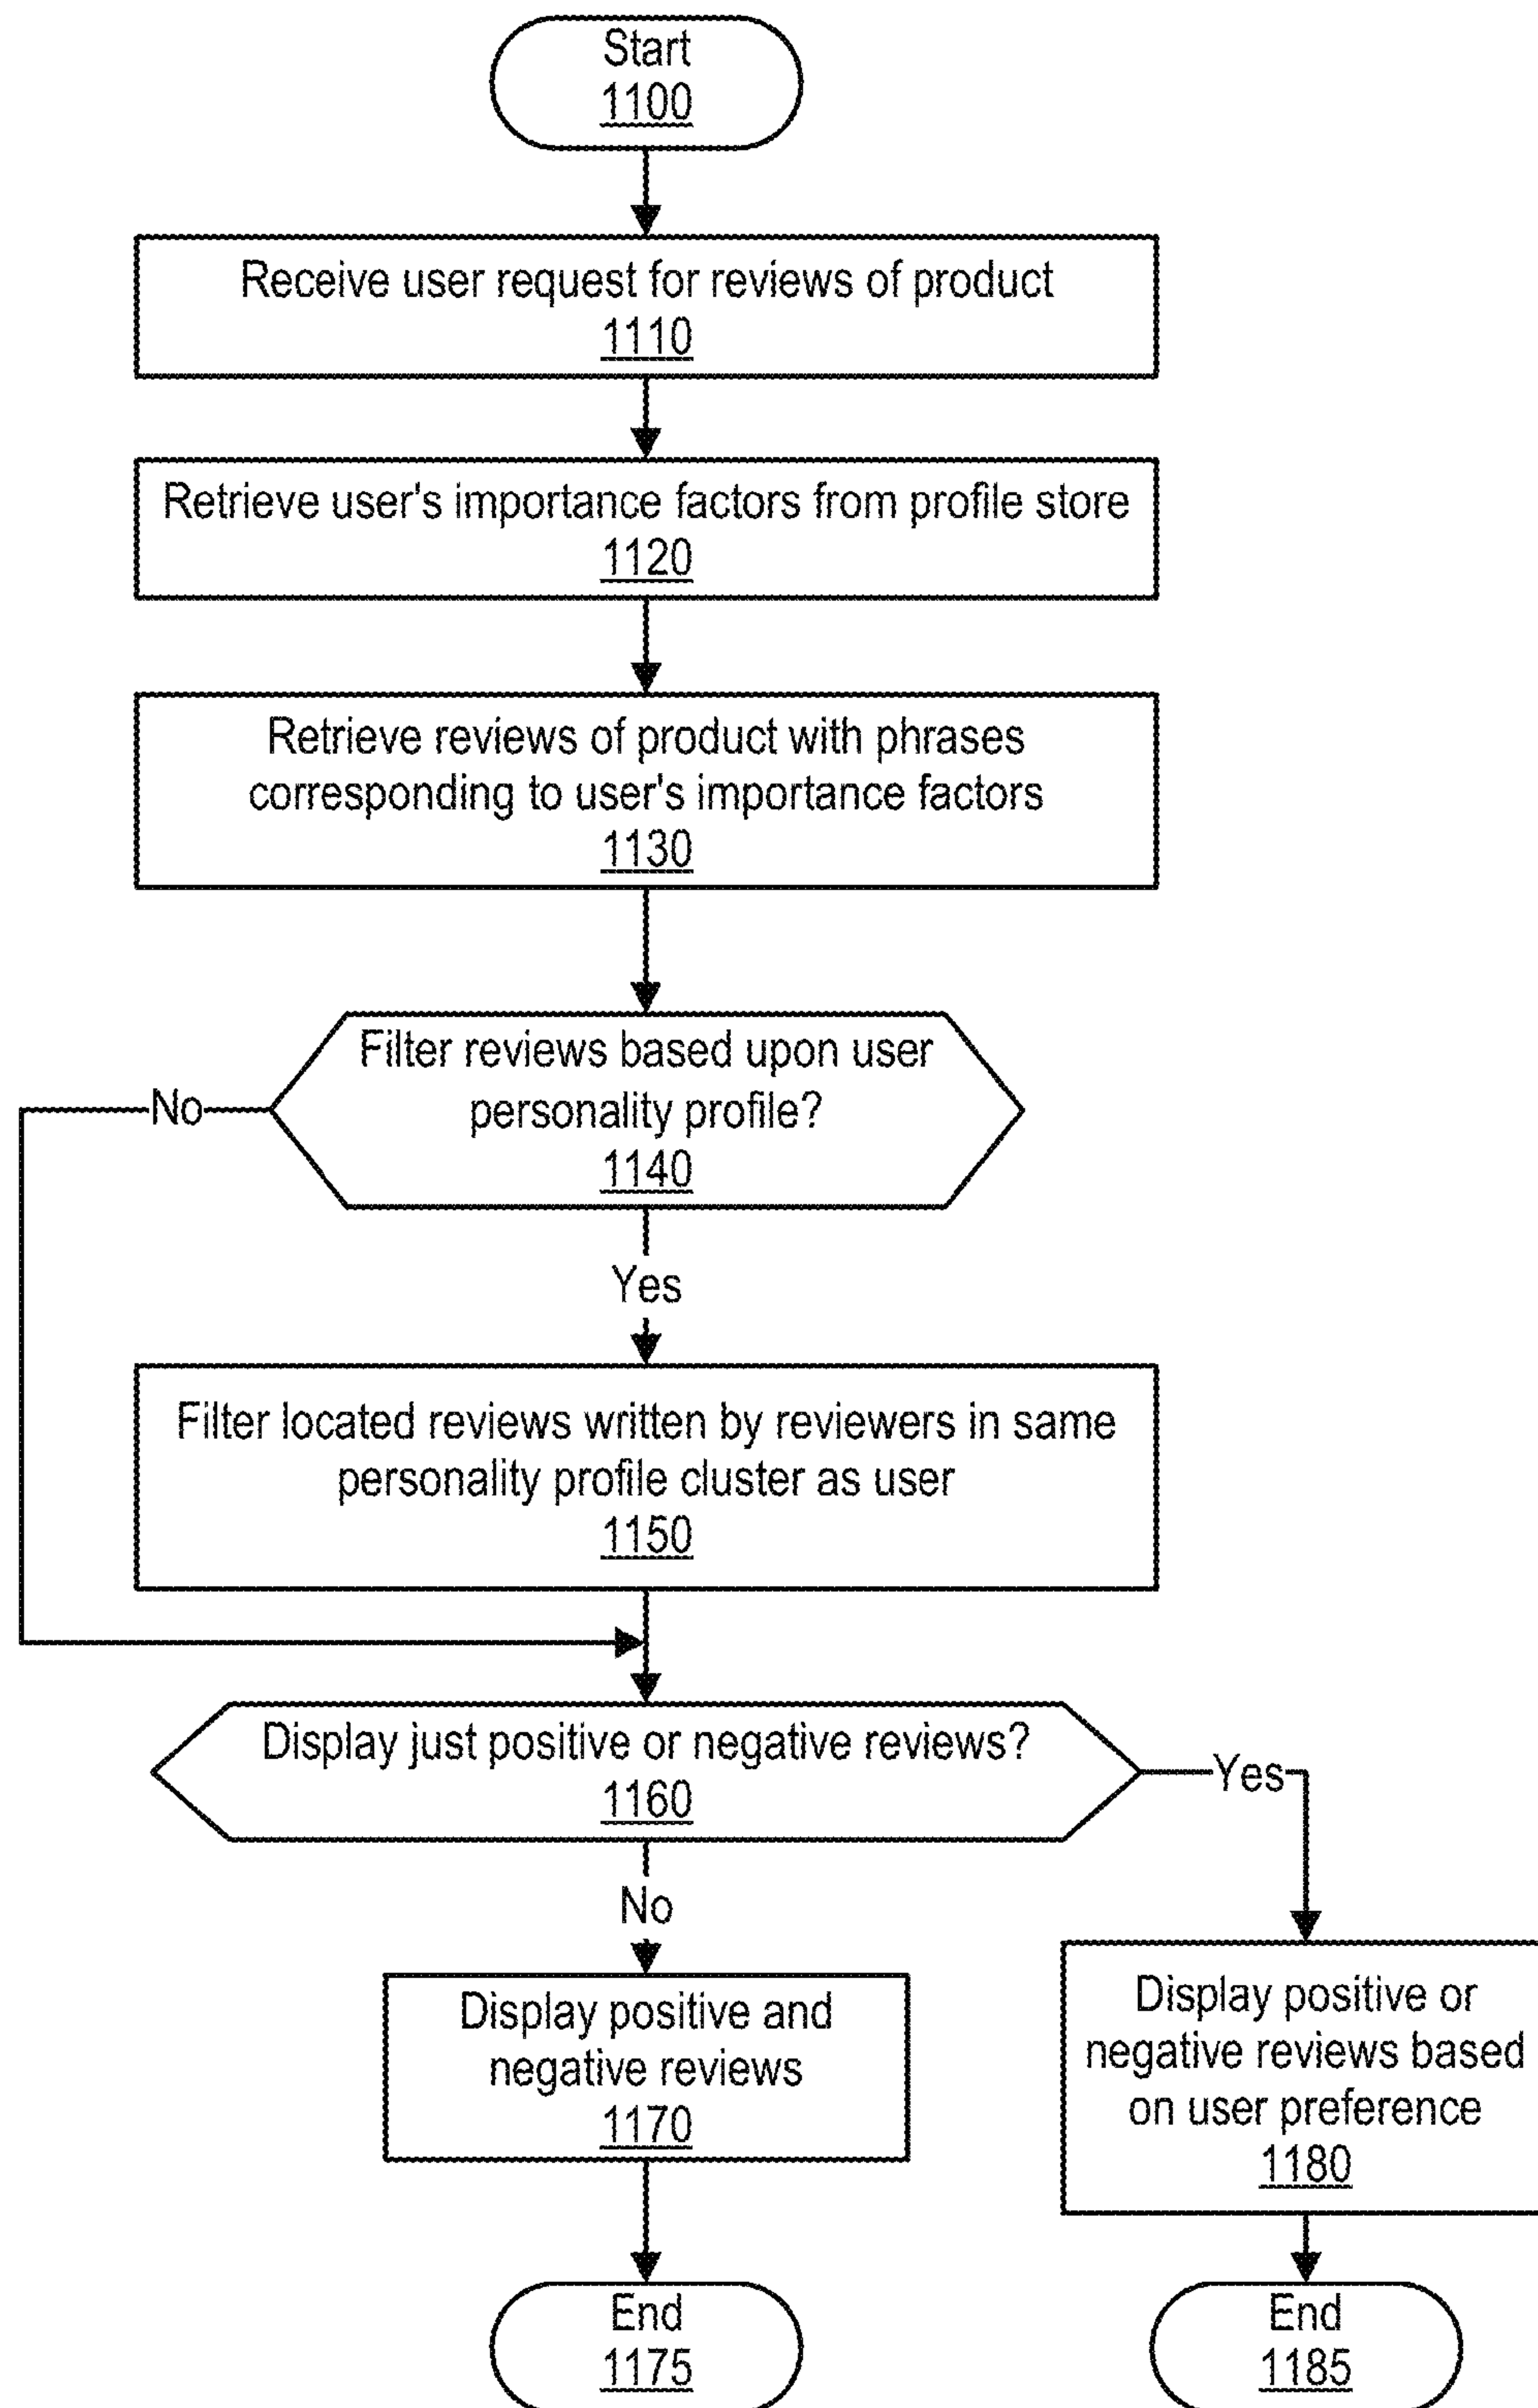 Start
1100
Receive user request for reviews of product
1110
Retrieve user's importance factors from profile store
1120
Retrieve reviews of product with phrases
corresponding to user's importance factors
1130
Filter reviews based upon user
personality profile?
1140
No
Yes
Filter located reviews written by reviewers in same
personality profile cluster as user
1150
Display just positive or negative reviews?
1160
Yes
No
Display positive and
negative reviews
1170
Display positive or
negative reviews based
on user preference
1180
End
1175
End
1185